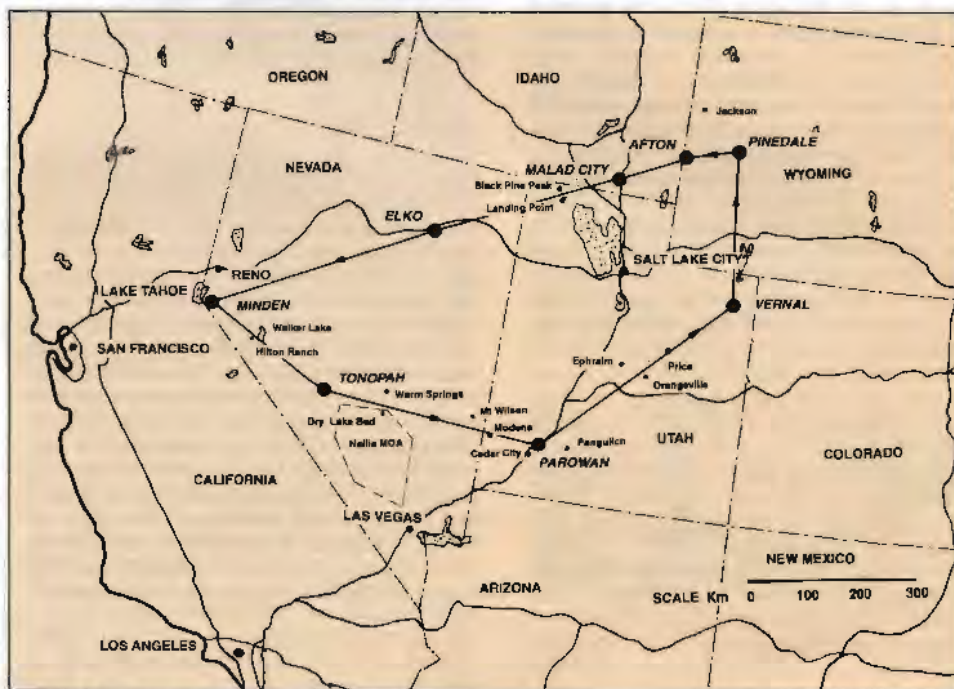 OREGON
IDAHO
Jackson
AFTON
PINEDALE
NEVADA
MALAD CITY
WYOMING
Black Pine Peak
Landing Point
ELKO
SALT LAKE CITY
RENO
LAKE TAHOE
MINDEN
VERNAL
Walker Lake
SAN FRANCISCO
Hilton Ranch
Ephraim
Price
TONOPAH
Orangeville
Warm Springs
Mt Wilson
Dry Lake Bed
Modena
Nellis MOA
UTAH
Panguitch
Cedar City
COLORADO
PAROWAN
CALIFORNIA
LAS VEGAS
NEW MEXICO
ARIZONA
SCALE Km
0 100 200 300
LOS ANGELES